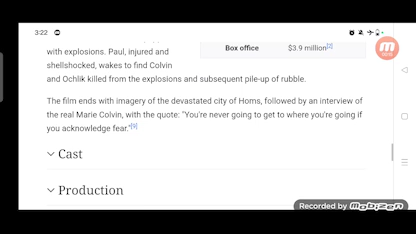 3:22
with explosions. Paul, injured and
shellshocked, wakes to find Colvin
and Ochlik killed from the explosions and subsequent pile-up of rubble.
Box office $3.9 million[2]
The film ends with imagery of the devastated city of Homs, followed by an interview of
the real Marie Colvin, with the quote: "You're never going to get to where you're going if
you acknowledge fear."[9]
Cast
Production
Recorded by Mobizen